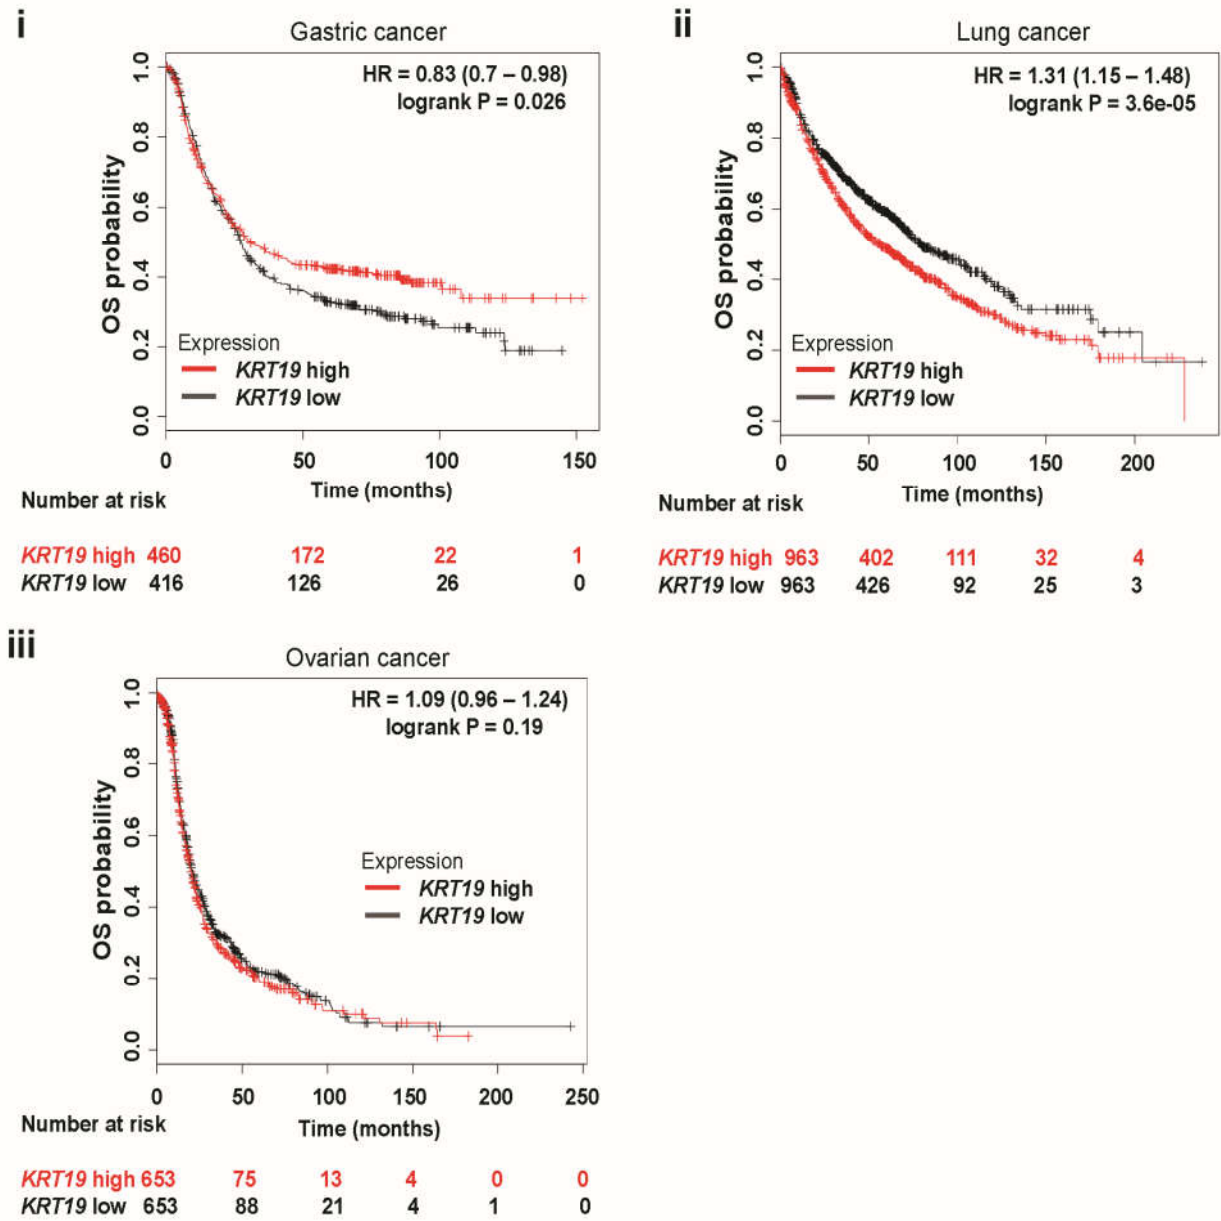 i
Gastric cancer
HR = 0.83 (0.7 – 0.98)
logrank P = 0.026
OS probability
1.0
0.8
0.6
0.4
0.2
0.0
Expression
KRT19 high
KRT19 low
0 50 100 150
Time (months)
Number at risk
KRT19 high 460 172 22 1
KRT19 low 416 126 26 0
ii
Lung cancer
HR = 1.31 (1.15 – 1.48)
logrank P = 3.6e-05
OS probability
1.0
0.8
0.6
0.4
0.2
0.0
Expression
KRT19 high
KRT19 low
0 50 100 150 200
Time (months)
Number at risk
KRT19 high 963 402 111 32 4
KRT19 low 963 426 92 25 3
iii
Ovarian cancer
HR = 1.09 (0.96 – 1.24)
logrank P = 0.19
OS probability
1.0
0.8
0.6
0.4
0.2
0.0
Expression
KRT19 high
KRT19 low
0 50 100 150 200 250
Time (months)
Number at risk
KRT19 high 653 75 13 4 0 0
KRT19 low 653 88 21 4 1 0